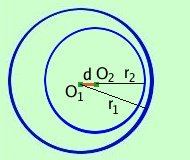 d O₂ r₂
O₁ r₁